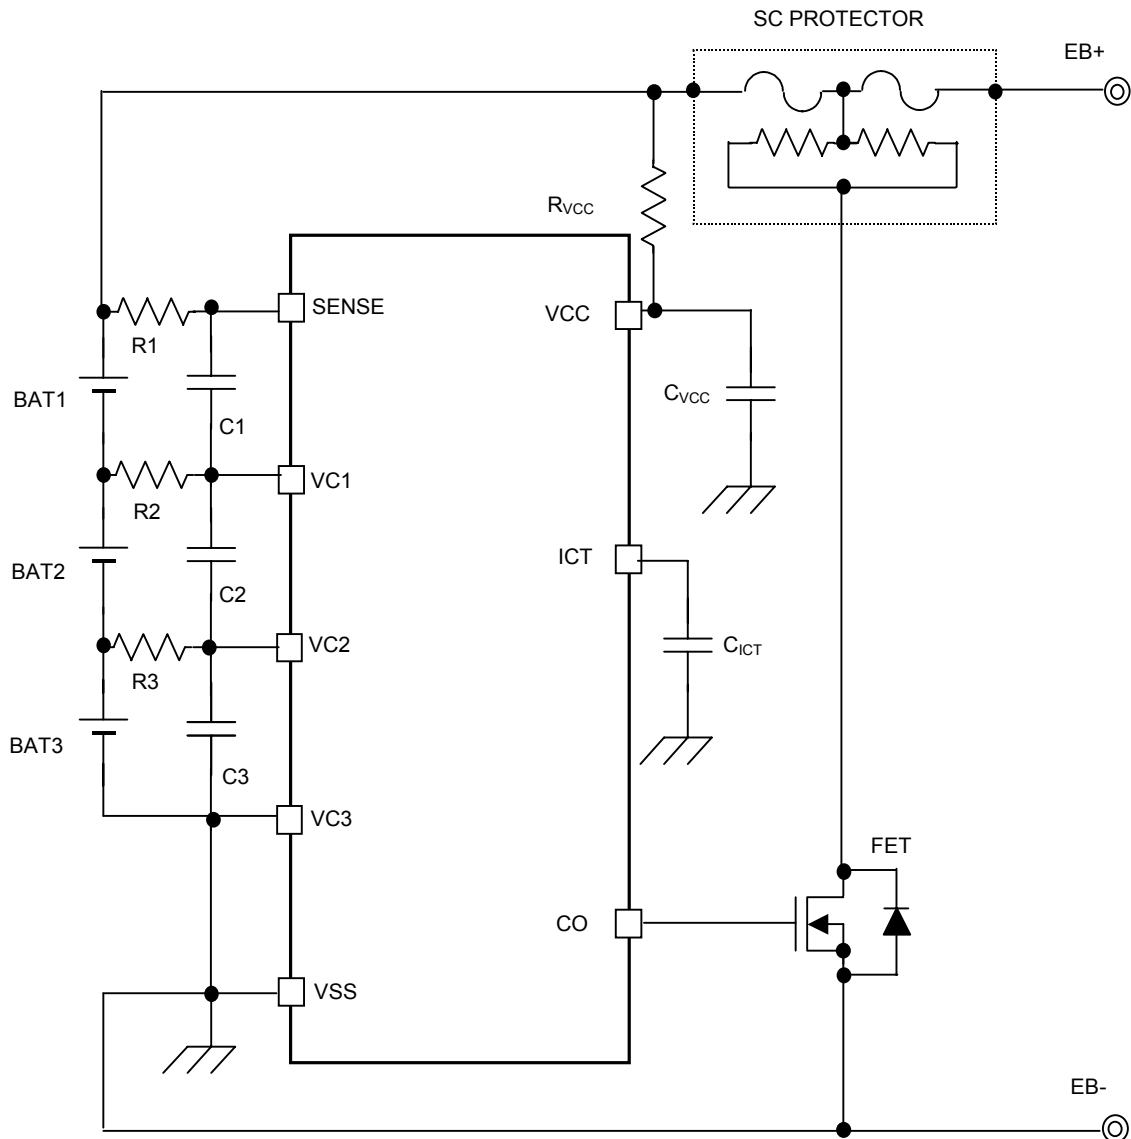 SC PROTECTOR
EB+
RVCC
SENSE
VCC
R1
BAT1
CVCC
C1
VC1
R2
ICT
BAT2
C2
VC2
CICT
R3
BAT3
C3
VC3
FET
CO
VSS
EB-